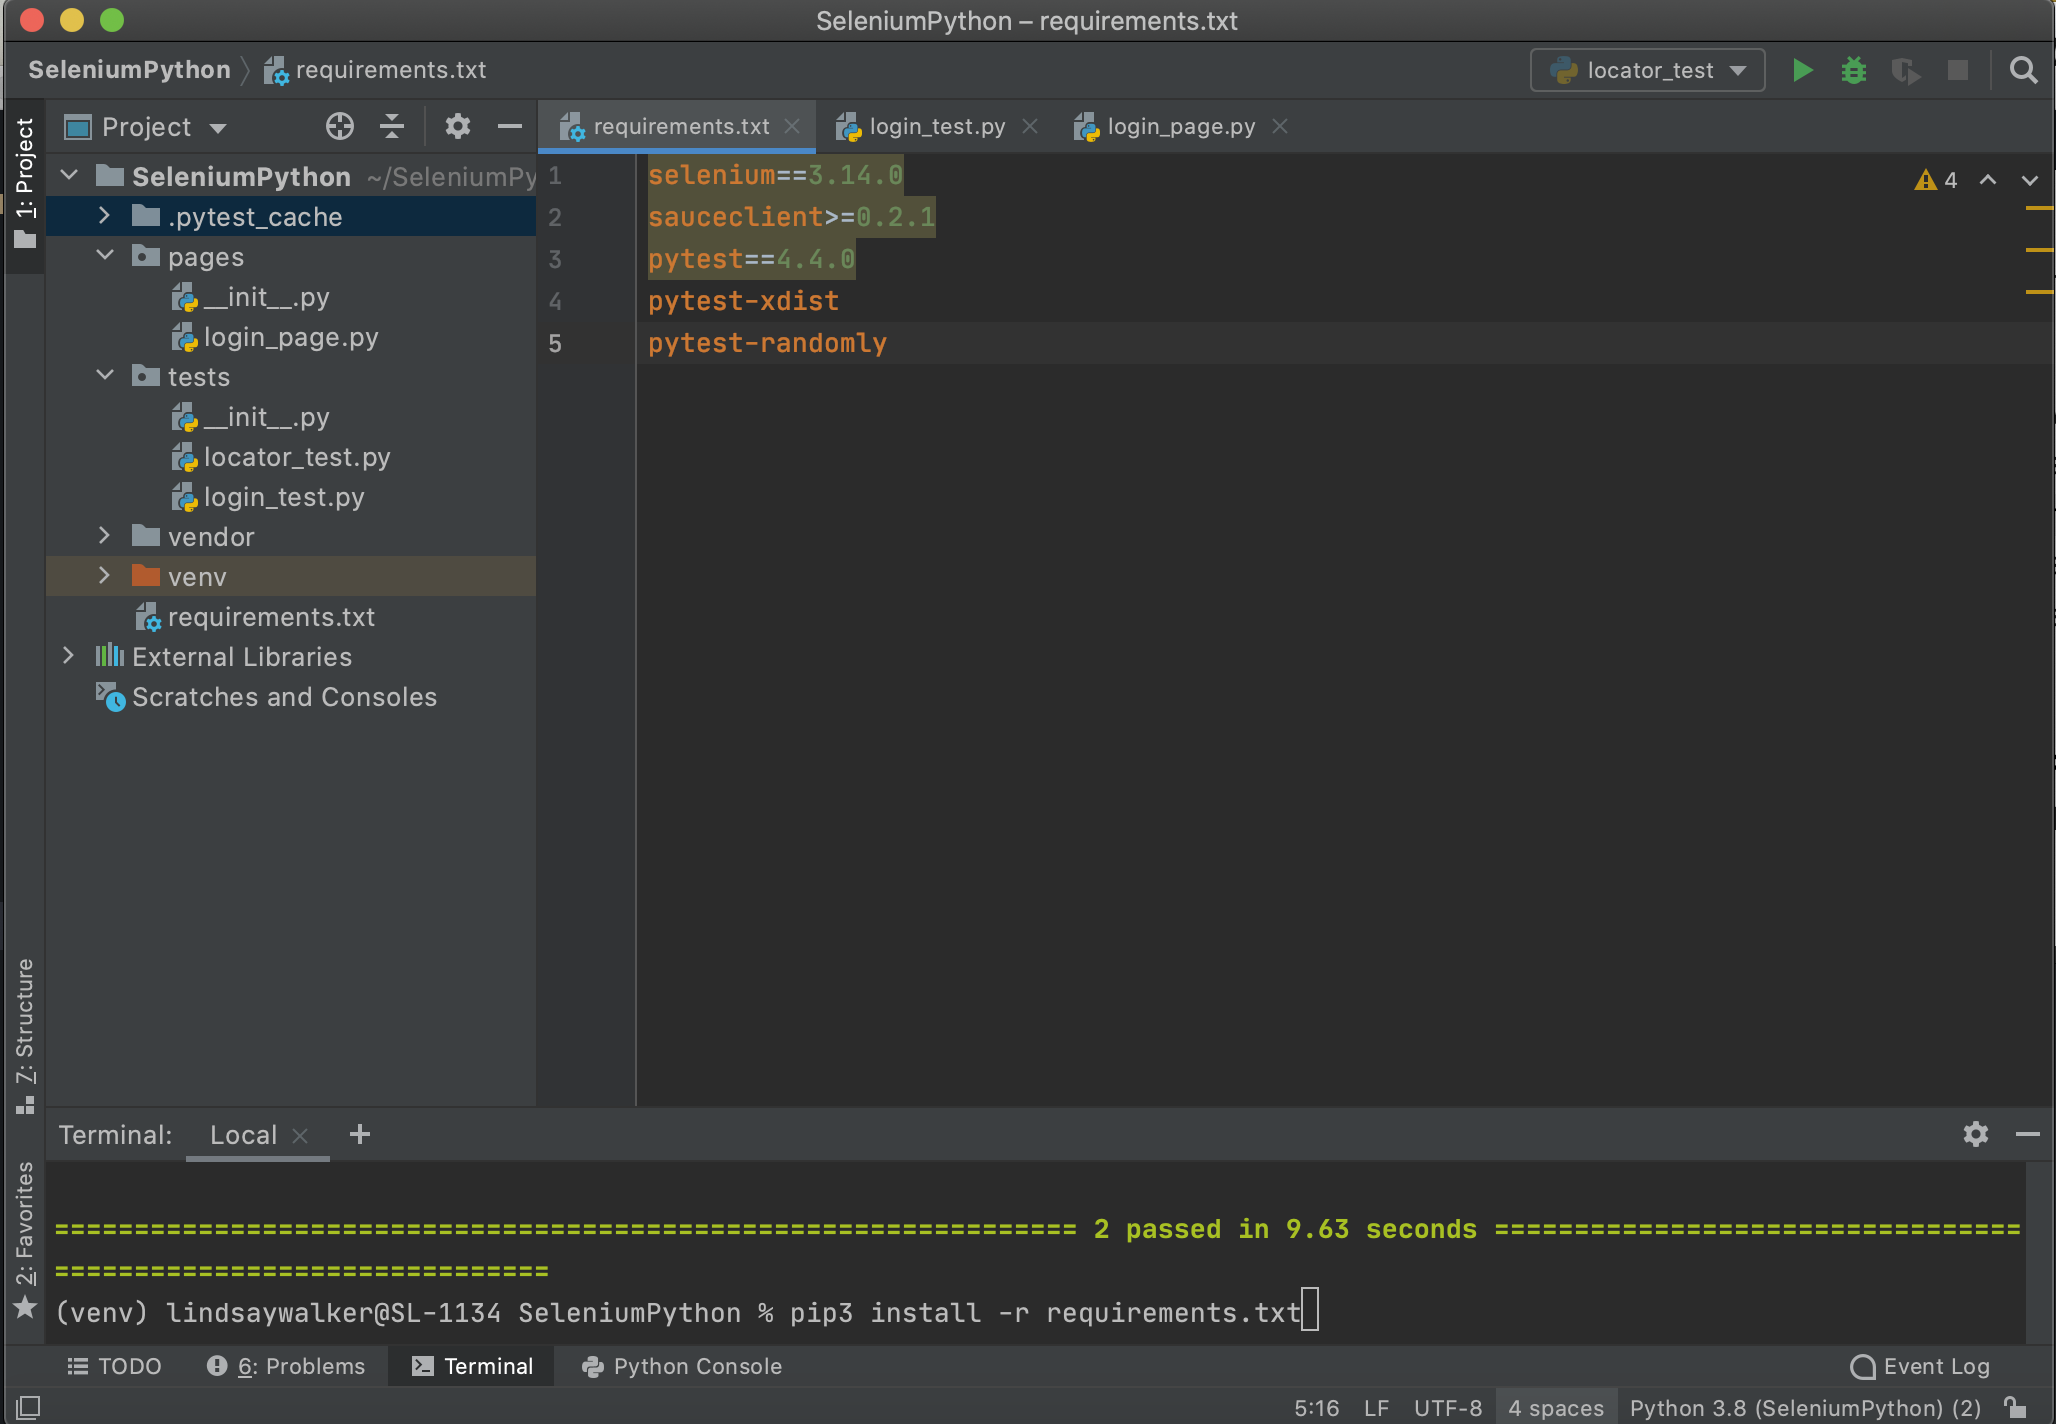 SeleniumPython – requirements.txt
SeleniumPython requirements.txt
locator_test
1: Project
Project
requirements.txt
login_test.py
login_page.py
SeleniumPython ~/SeleniumPy
.pytest_cache
pages
__init__.py
login_page.py
tests
__init__.py
locator_test.py
login_test.py
vendor
venv
requirements.txt
External Libraries
Scratches and Consoles
1 selenium==3.14.0
2 sauceclient>=0.2.1
3 pytest==4.4.0
4 pytest-xdist
5 pytest-randomly
4
7: Structure
2: Favorites
Terminal: Local +
================================================================ 2 passed in 9.63 seconds =================================
===============================
(venv) lindsaywalker@SL-1134 SeleniumPython % pip3 install -r requirements.txt
TODO 6: Problems Terminal Python Console Event Log
5:16 LF UTF-8 4 spaces Python 3.8 (SeleniumPython) (2)